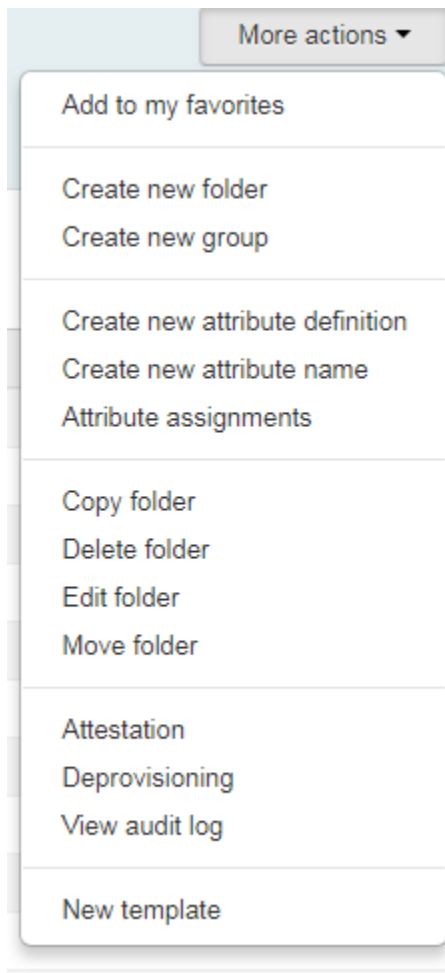 More actions
Add to my favorites
Create new folder
Create new group
Create new attribute definition
Create new attribute name
Attribute assignments
Copy folder
Delete folder
Edit folder
Move folder
Attestation
Deprovisioning
View audit log
New template